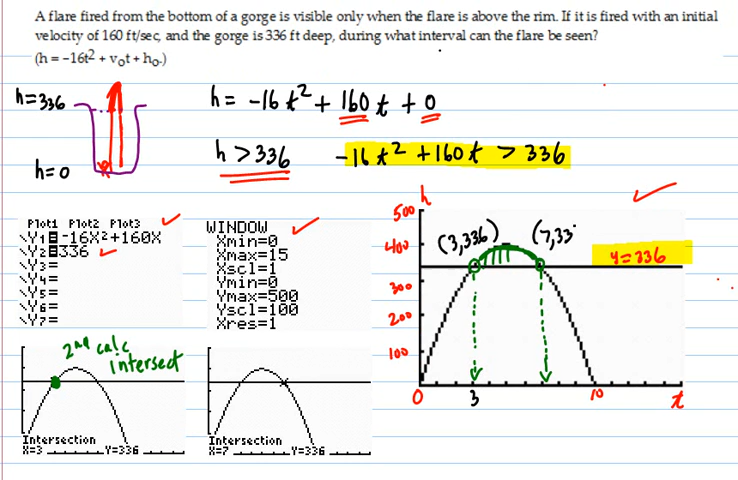 A flare fired from the bottom of a gorge is visible only when the flare is above the rim. If it is fired with an initial
velocity of 160 ft/sec, and the gorge is 336 ft deep, during what interval can the flare be seen?
(h = -16t² + v₀t + h₀.)
h=336
h = -16t² + 160t + 0
h > 336
-16t² + 160t > 336
h=0
Plot1 Plot2 Plot3
\Y1=-16X²+160X
\Y2=336
\Y3=
\Y4=
\Y5=
\Y6=
\Y7=
WINDOW
Xmin=0
Xmax=15
Xscl=1
Ymin=0
Ymax=500
Yscl=100
Xres=1
h
500
400
300
200
100
(3,336)
(7,33
y=336
0
3
10
t
2nd calc
intersect
Intersection
X=3
Y=336
Intersection
X=7
Y=336